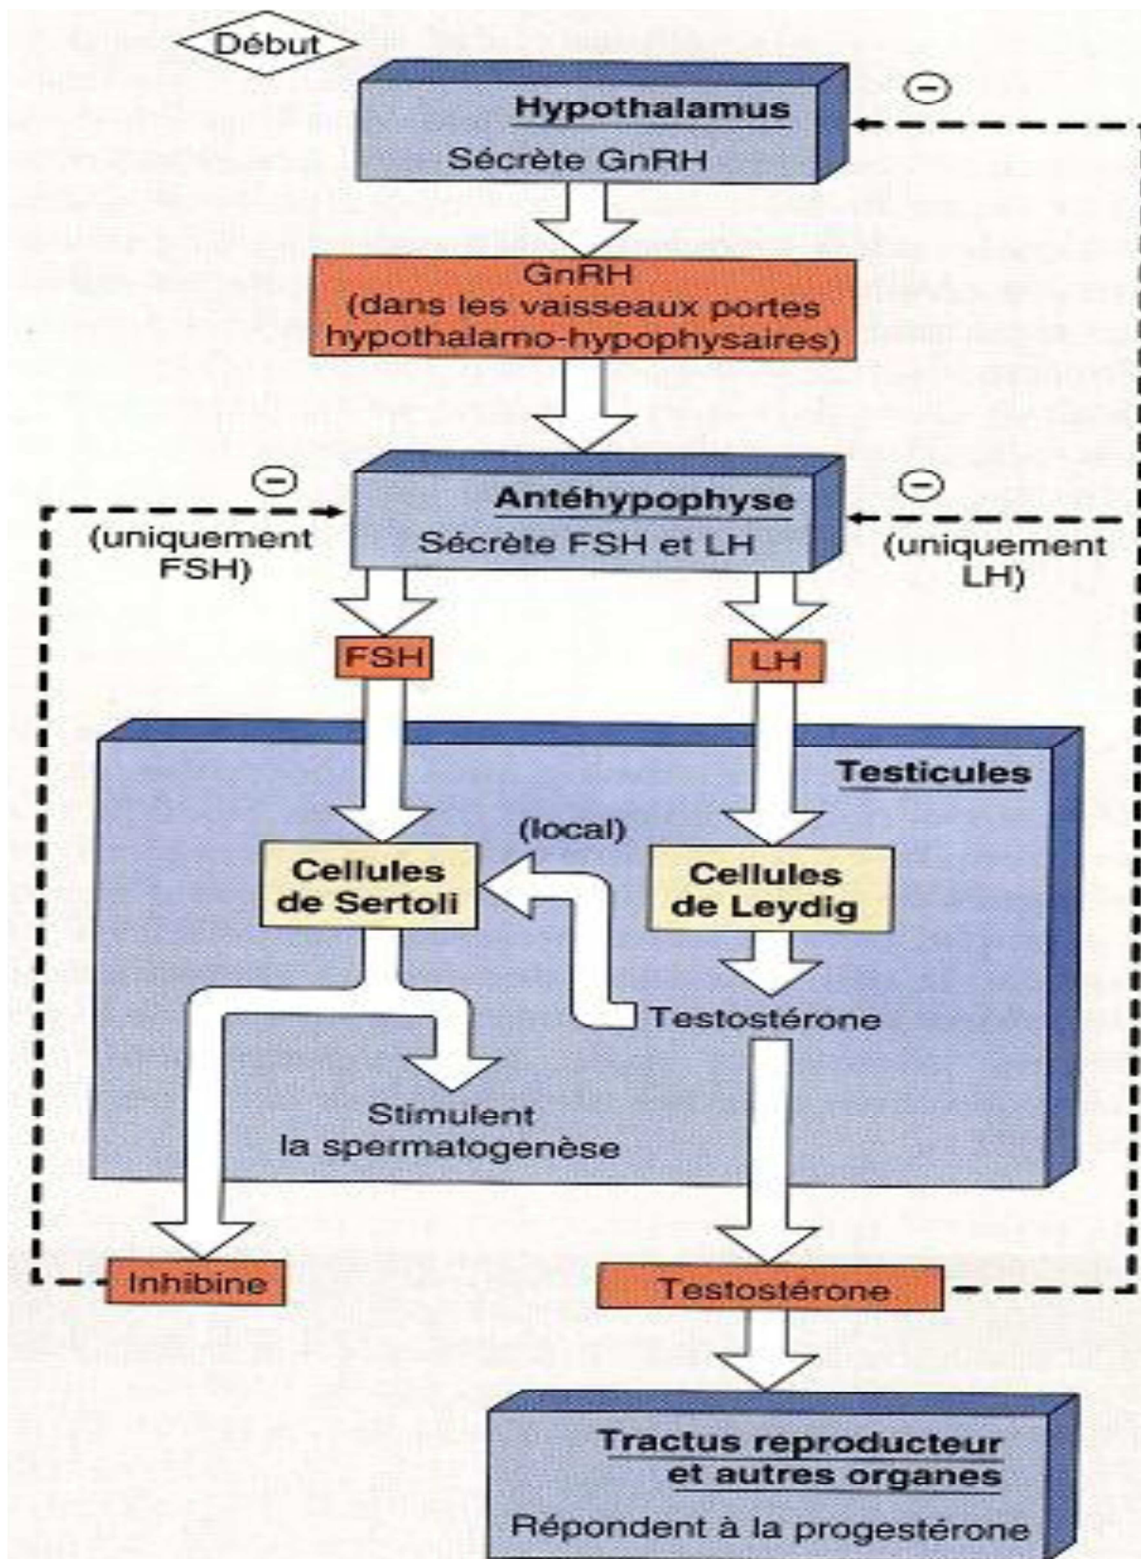 Début
Hypothalamus
Sécrète GnRH
GnRH
(dans les vaisseaux portes
hypothalamo-hypophysaires)
Antéhypophyse
Sécrète FSH et LH
(uniquement
FSH)
(uniquement
LH)
FSH
LH
Testicules
(local)
Cellules
de Sertoli
Cellules
de Leydig
Testostérone
Stimulent
la spermatogenèse
Inhibine
Testostérone
Tractus reproducteur
et autres organes
Répondent à la progestérone